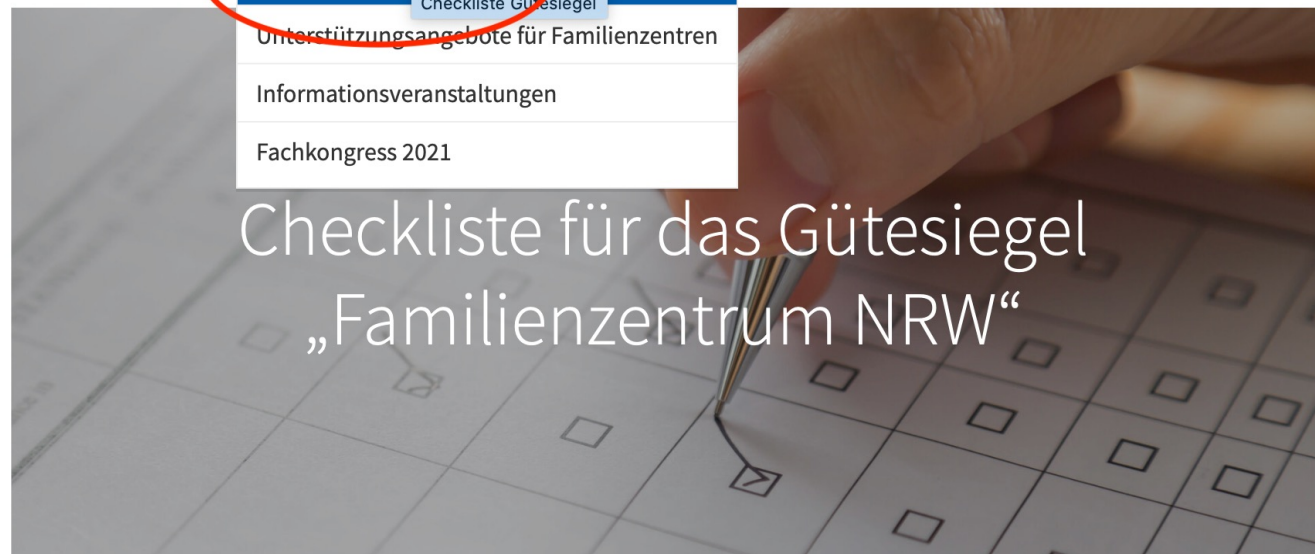 Checkliste Gütesiegel
Unterstützungsangebote für Familienzentren
Informationsveranstaltungen
Fachkongress 2021
Checkliste für das Gütesiegel
„Familienzentrum NRW“